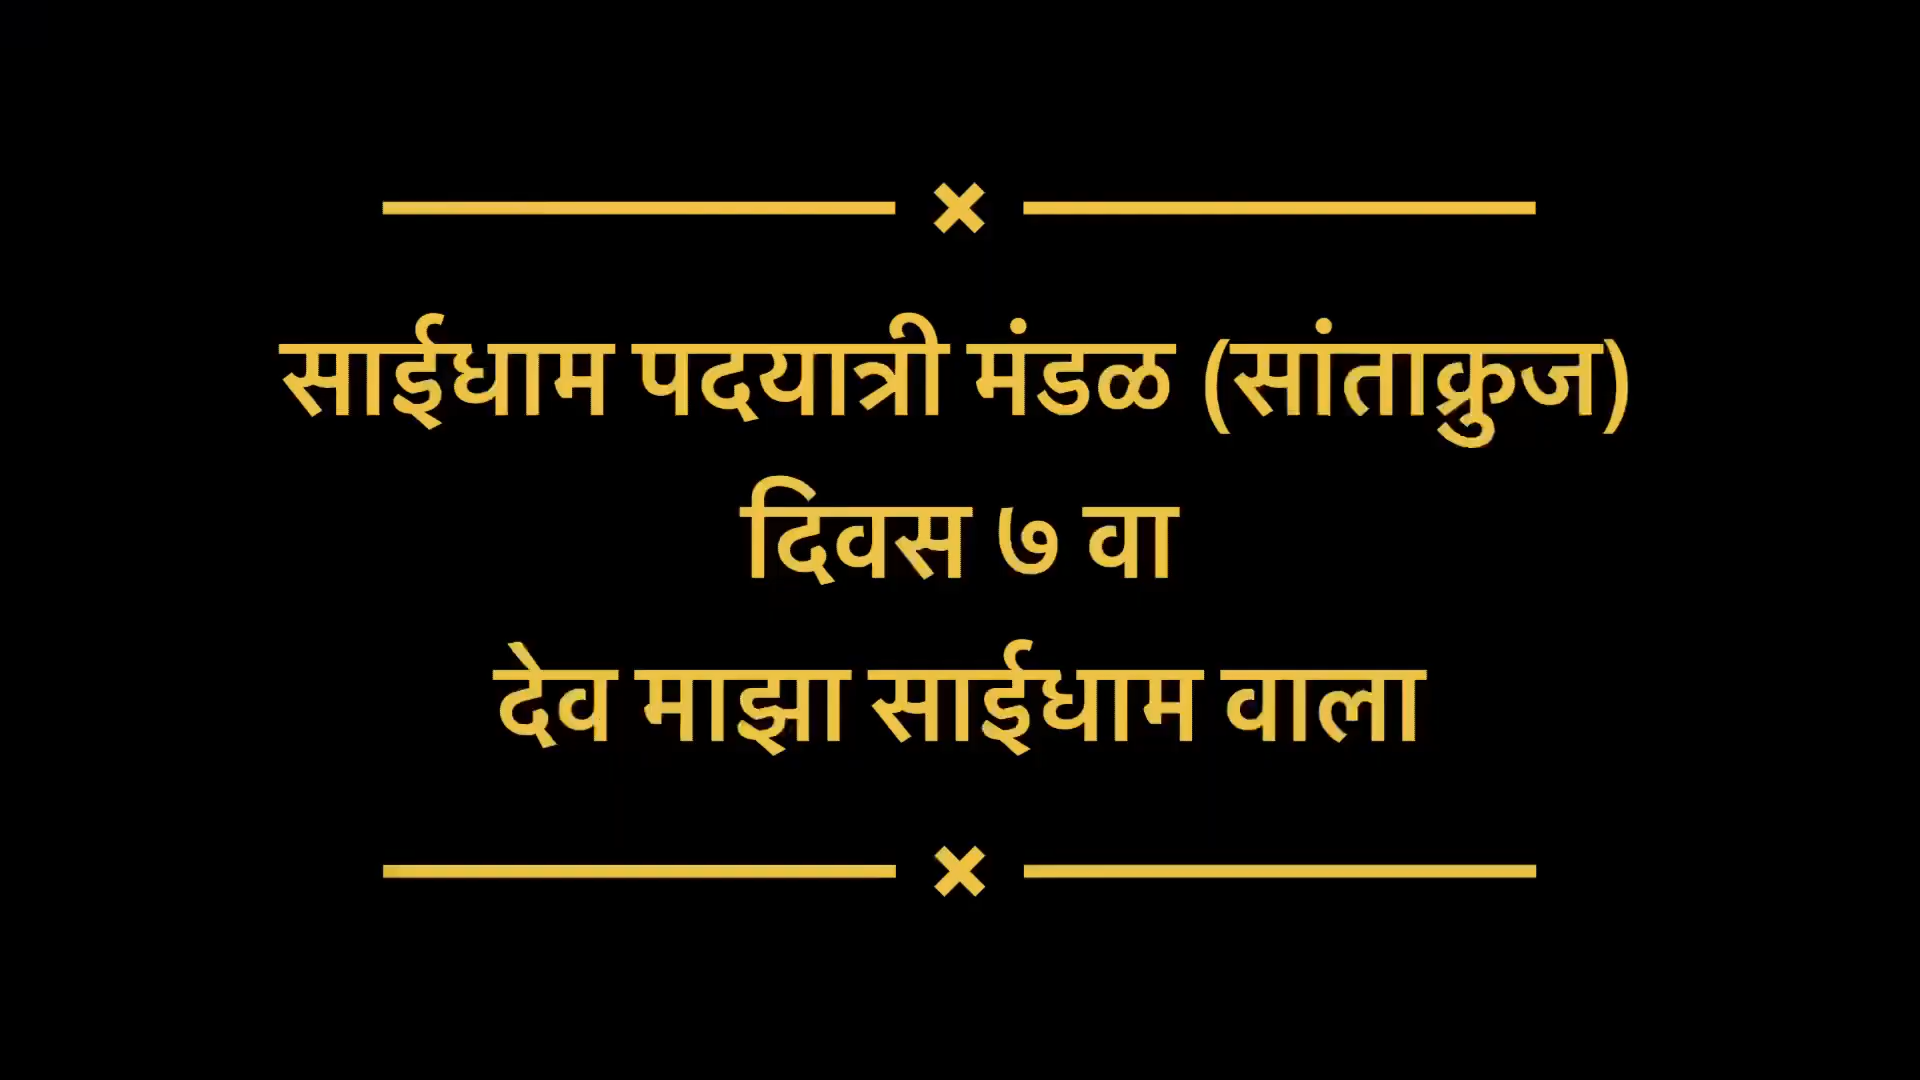 साईधाम पदयात्री मंडळ (सांताक्रुज)
दिवस ७ वा
देव माझा साईधाम वाला